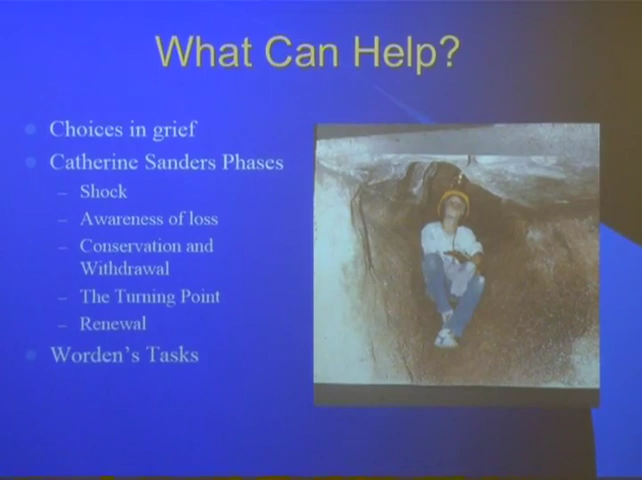 What Can Help?
Choices in grief
Catherine Sanders Phases
– Shock
– Awareness of loss
– Conservation and
Withdrawal
– The Turning Point
– Renewal
Worden's Tasks